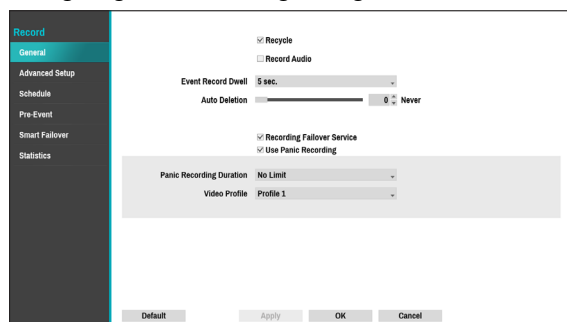 Record
General
Advanced Setup
Schedule
Pre-Event
Smart Failover
Statistics
Recycle
Record Audio
Event Record Dwell 5 sec.
Auto Deletion 0 Never
Recording Failover Service
Use Panic Recording
Panic Recording Duration No Limit
Video Profile Profile 1
Default Apply OK Cancel